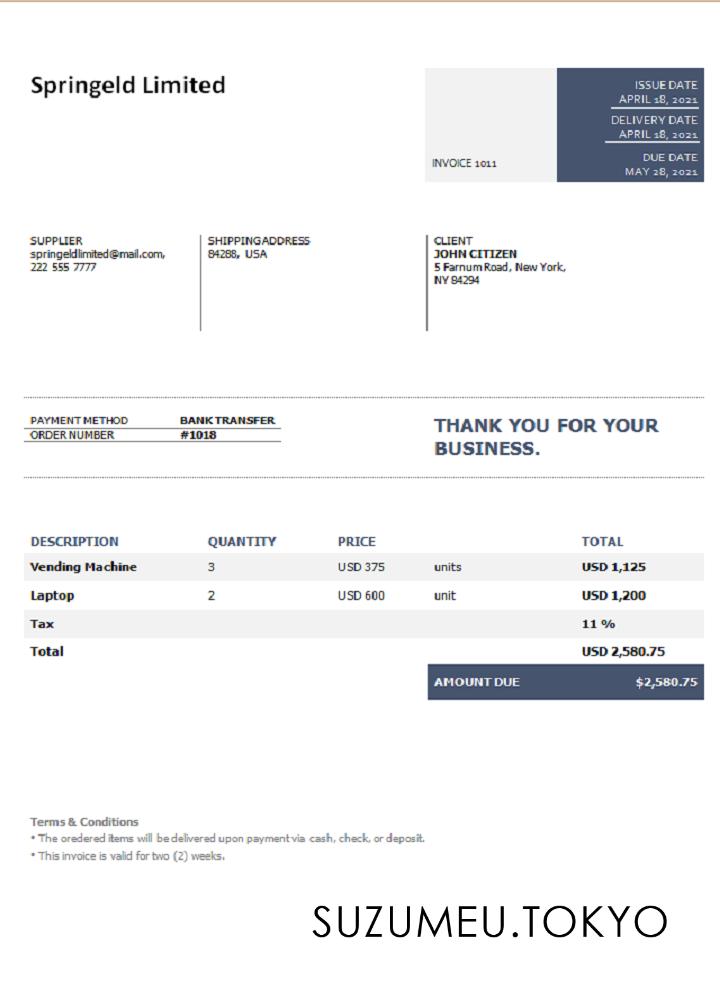 Springeld Limited
ISSUE DATE
APRIL 18, 2021
DELIVERY DATE
APRIL 18, 2021
DUE DATE
MAY 28, 2021
INVOICE 1011
SUPPLIER
springeldlimited@mail.com,
222 555 7777
SHIPPING ADDRESS
84288, USA
CLIENT
JOHN CITIZEN
5 Farnum Road, New York,
NY 84294
PAYMENT METHOD BANK TRANSFER
ORDER NUMBER #1018
THANK YOU FOR YOUR
BUSINESS.
DESCRIPTION QUANTITY PRICE TOTAL
Vending Machine 3 USD 375 units USD 1,125
Laptop 2 USD 600 unit USD 1,200
Tax 11 %
Total USD 2,580.75
AMOUNT DUE $2,580.75
Terms & Conditions
* The oredered items will be delivered upon payment via cash, check, or deposit.
* This invoice is valid for two (2) weeks.
SUZUMEU.TOKYO